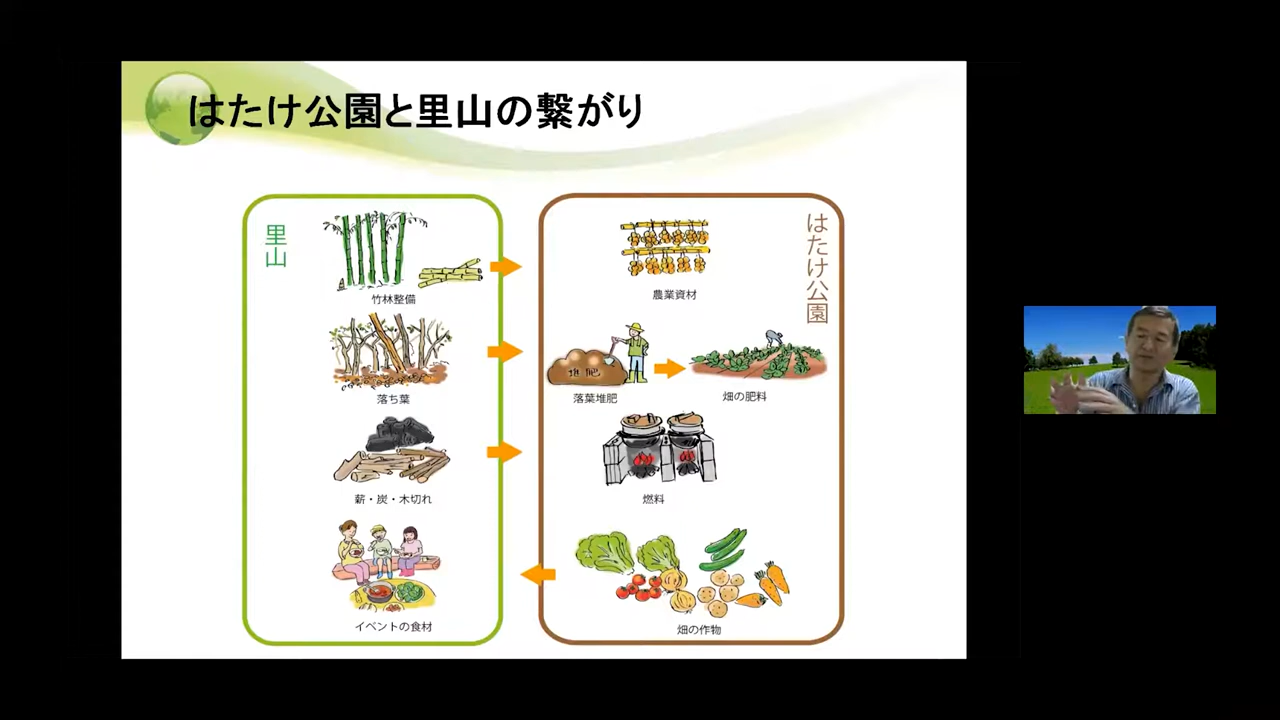 はたけ公園と里山の繋がり
里山
竹林整備
落ち葉
薪・炭・木切れ
イベントの食材
はたけ公園
農業資材
堆肥
落葉堆肥
畑の肥料
燃料
畑の作物